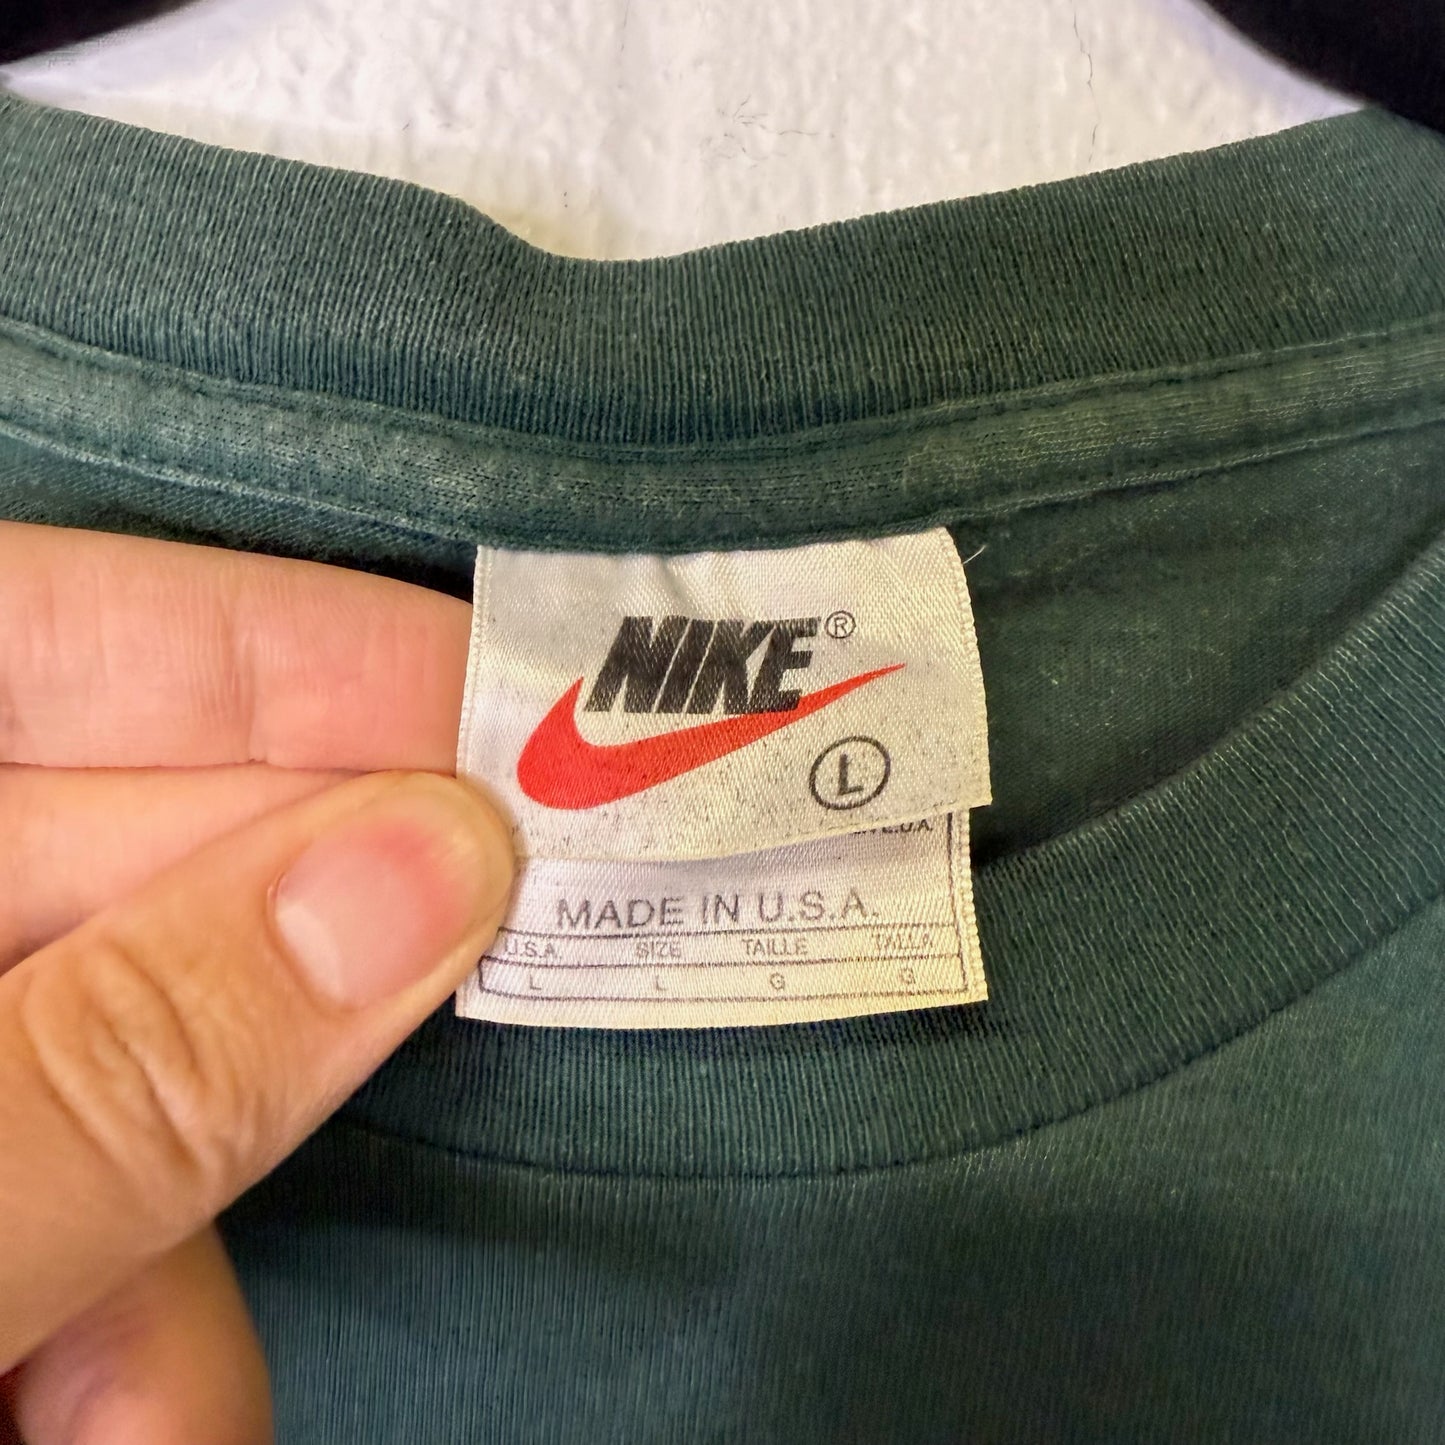 NIKE®
L
MADE IN U.S.A.
U.S.A. SIZE TAILLE TALLA
L L G G